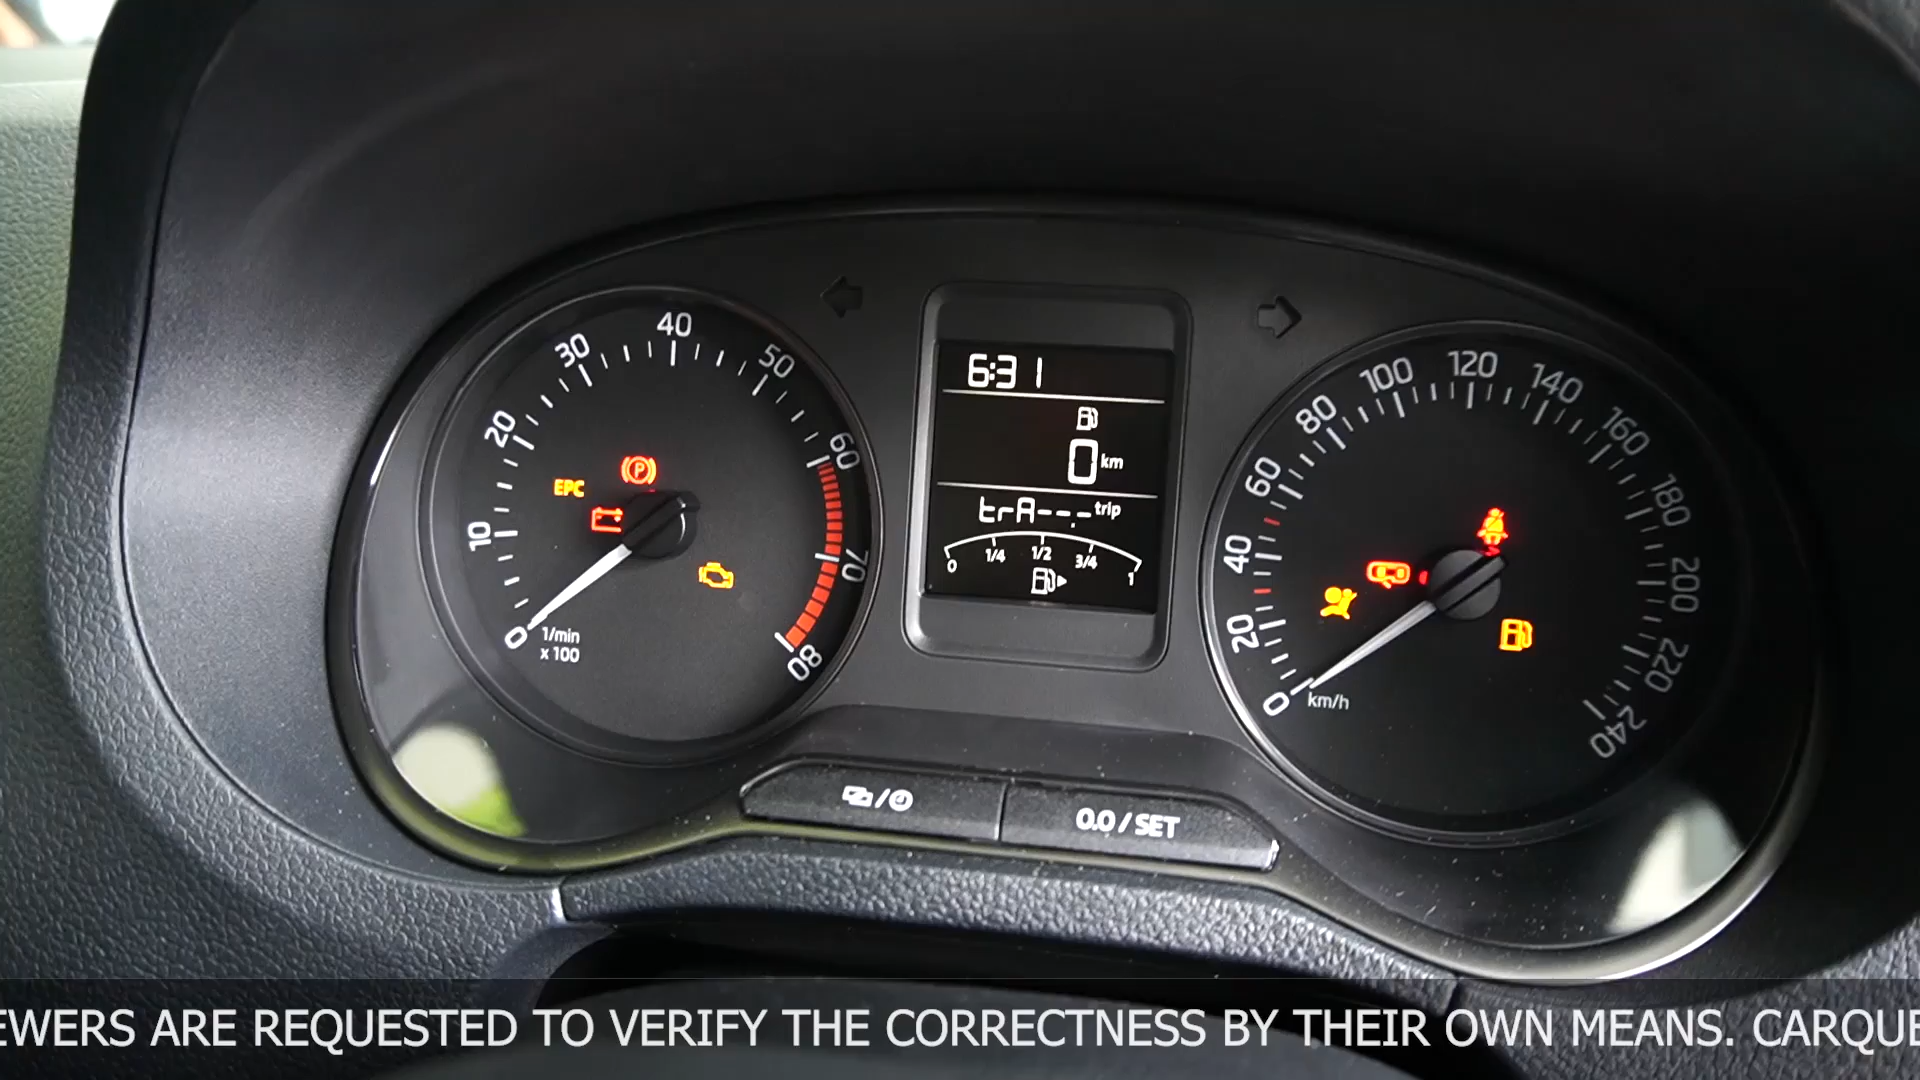 0 10 20 30 40 50 60 70 80
1/min
x 100
EPC
P
6:31
0 km
trA--.- trip
0 1/4 1/2 3/4 1
0 20 40 60 80 100 120 140 160 180 200 220 240
km/h
/
0.0 / SET
EWERS ARE REQUESTED TO VERIFY THE CORRECTNESS BY THEIR OWN MEANS. CARQUE